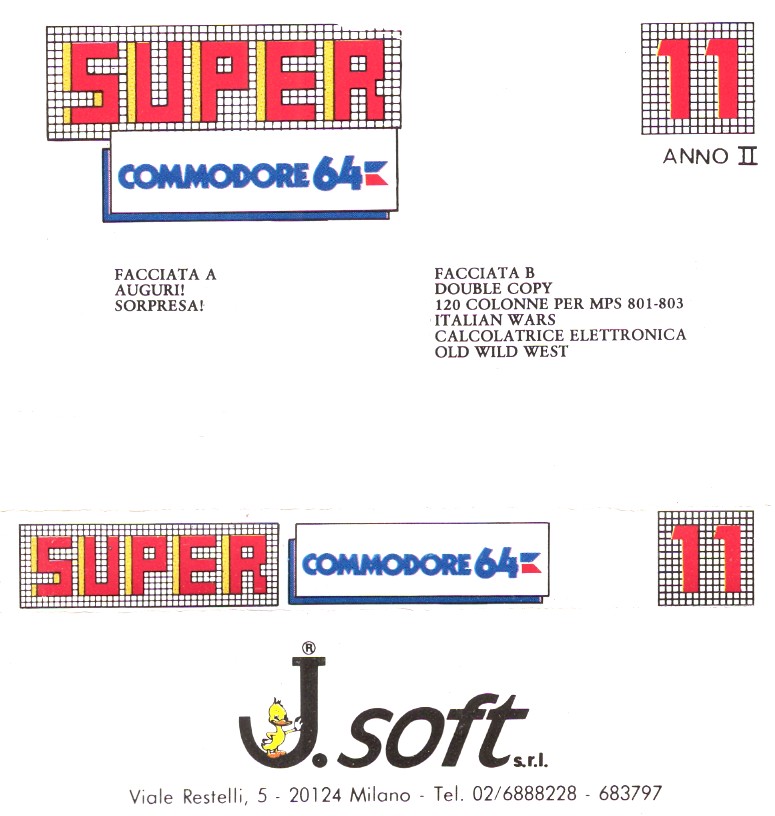 SUPER
11
ANNO II
COMMODORE 64
FACCIATA A
AUGURI!
SORPRESA!
FACCIATA B
DOUBLE COPY
120 COLONNE PER MPS 801-803
ITALIAN WARS
CALCOLATRICE ELETTRONICA
OLD WILD WEST
SUPER COMMODORE 64 11
®
J.soft s.r.l.
Viale Restelli, 5 - 20124 Milano - Tel. 02/6888228 - 683797